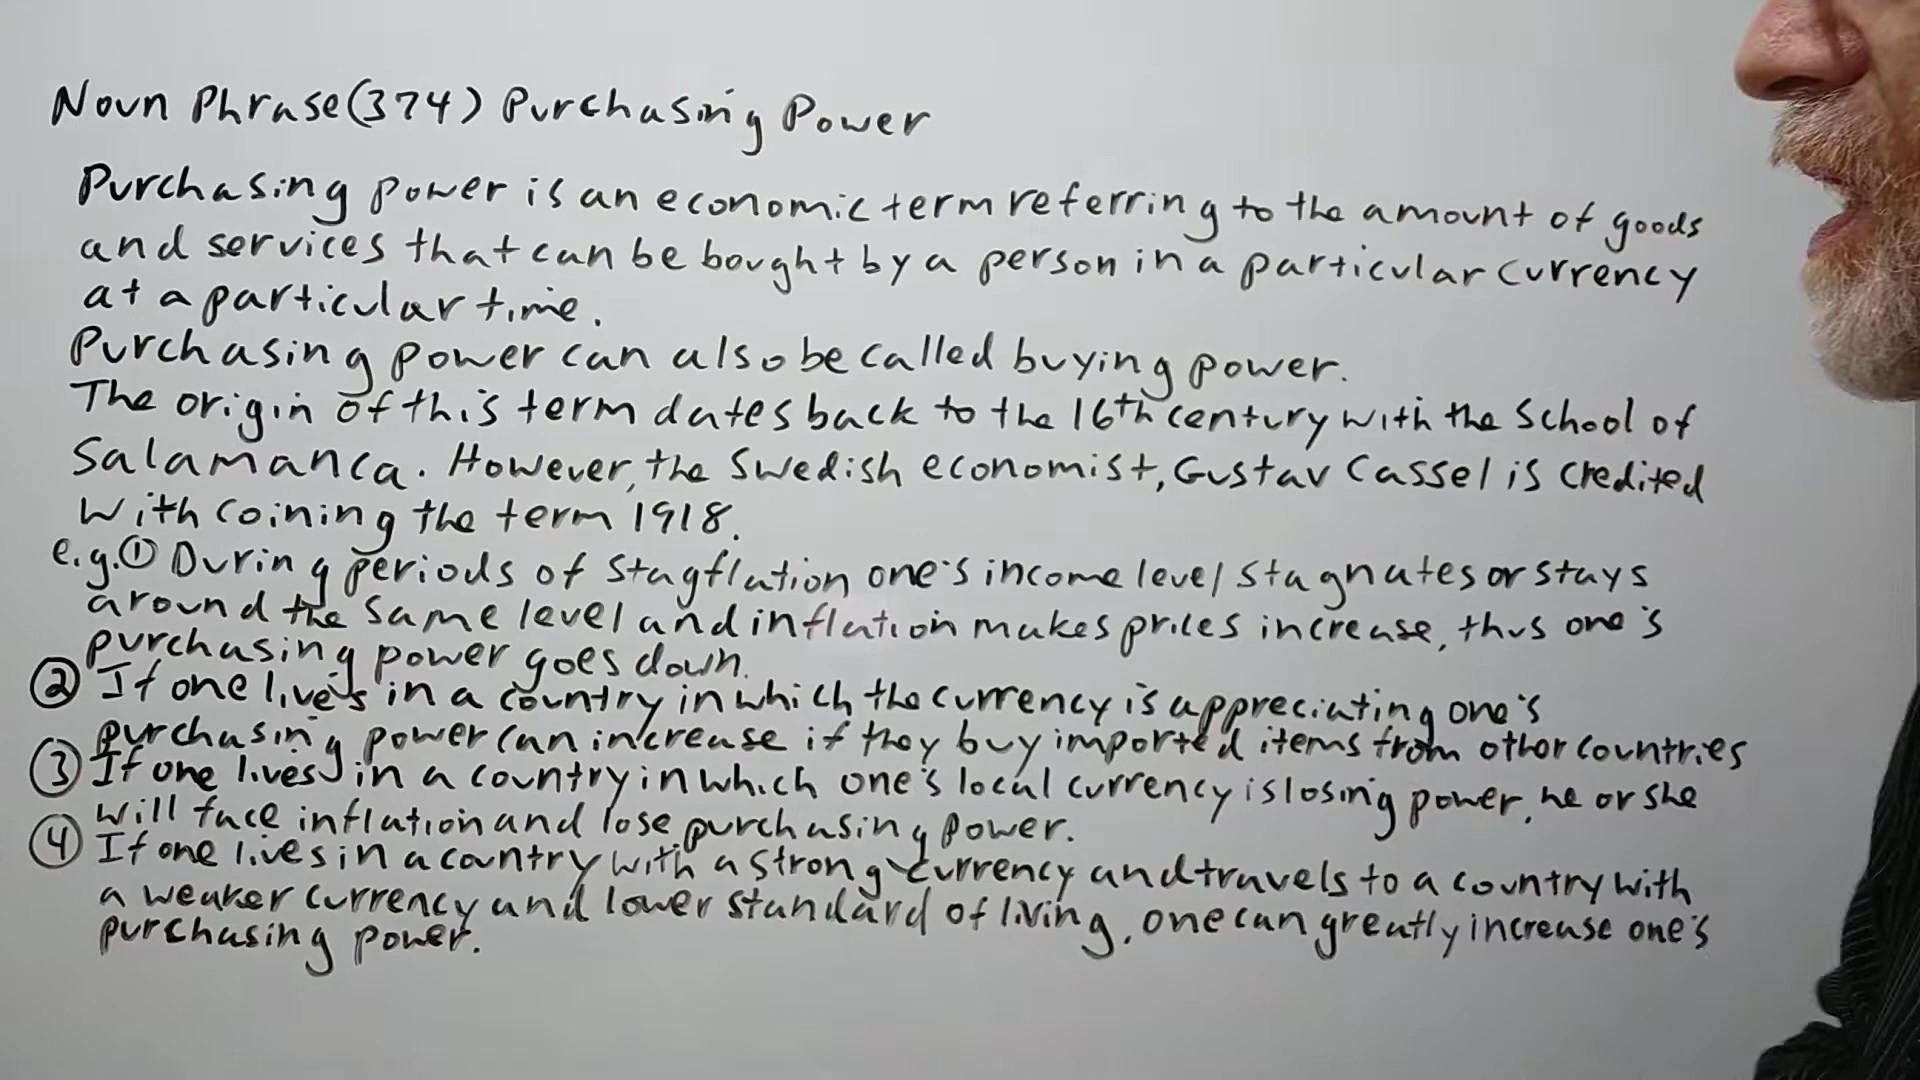 Noun Phrase(374) Purchasing Power
Purchasing power is an economic term referring to the amount of goods
and services that can be bought by a person in a particular currency
at a particular time.
Purchasing power can also be called buying power.
The origin of this term dates back to the 16th century with the School of
Salamanca. However, the Swedish economist, Gustav Cassel is credited
with coining the term 1918.
e.g. ① During periods of stagflation one's income level stagnates or stays
around the same level and inflation makes prices increase, thus one's
purchasing power goes down.
② If one lives in a country in which the currency is appreciating one's
purchasing power can increase if they buy imported items from other countries
③ If one lives in a country in which one's local currency is losing power, he or she
will face inflation and lose purchasing power.
④ If one lives in a country with a strong currency and travels to a country with
a weaker currency and lower standard of living, one can greatly increase one's
purchasing power.